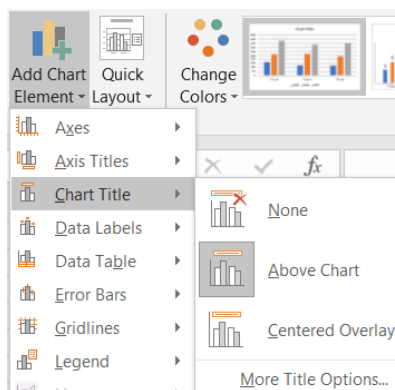 Add Chart
Element
Quick
Layout
Change
Colors
Chart Title
Axes
Axis Titles
Chart Title
Data Labels
Data Table
Error Bars
Gridlines
Legend
fx
None
Above Chart
Centered Overlay
More Title Options...